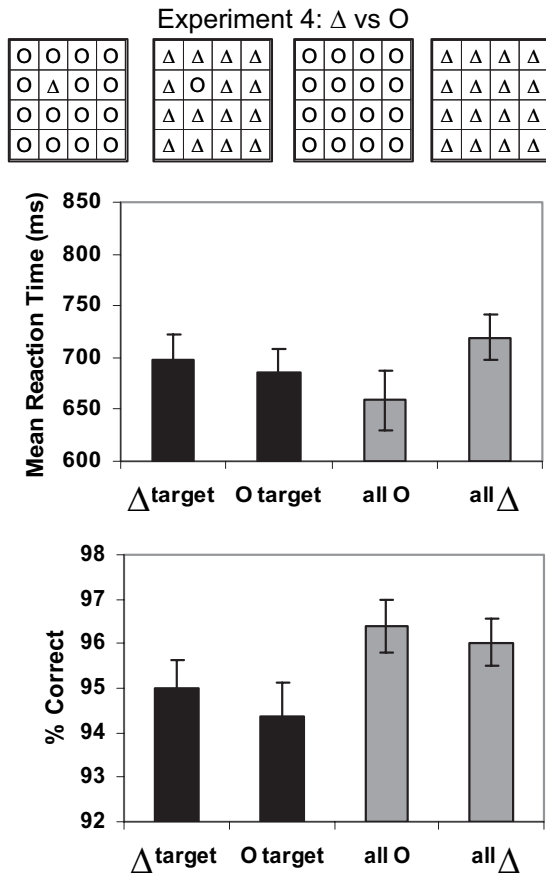 Experiment 4: Δ vs O
O O O O Δ Δ Δ Δ O O O O Δ Δ Δ Δ
O Δ O O Δ O Δ Δ O O O O Δ Δ Δ Δ
O O O O Δ Δ Δ Δ O O O O Δ Δ Δ Δ
O O O O Δ Δ Δ Δ O O O O Δ Δ Δ Δ
Mean Reaction Time (ms)
850
800
750
700
650
600
Δ target O target all O all Δ
% Correct
98
97
96
95
94
93
92
Δ target O target all O all Δ